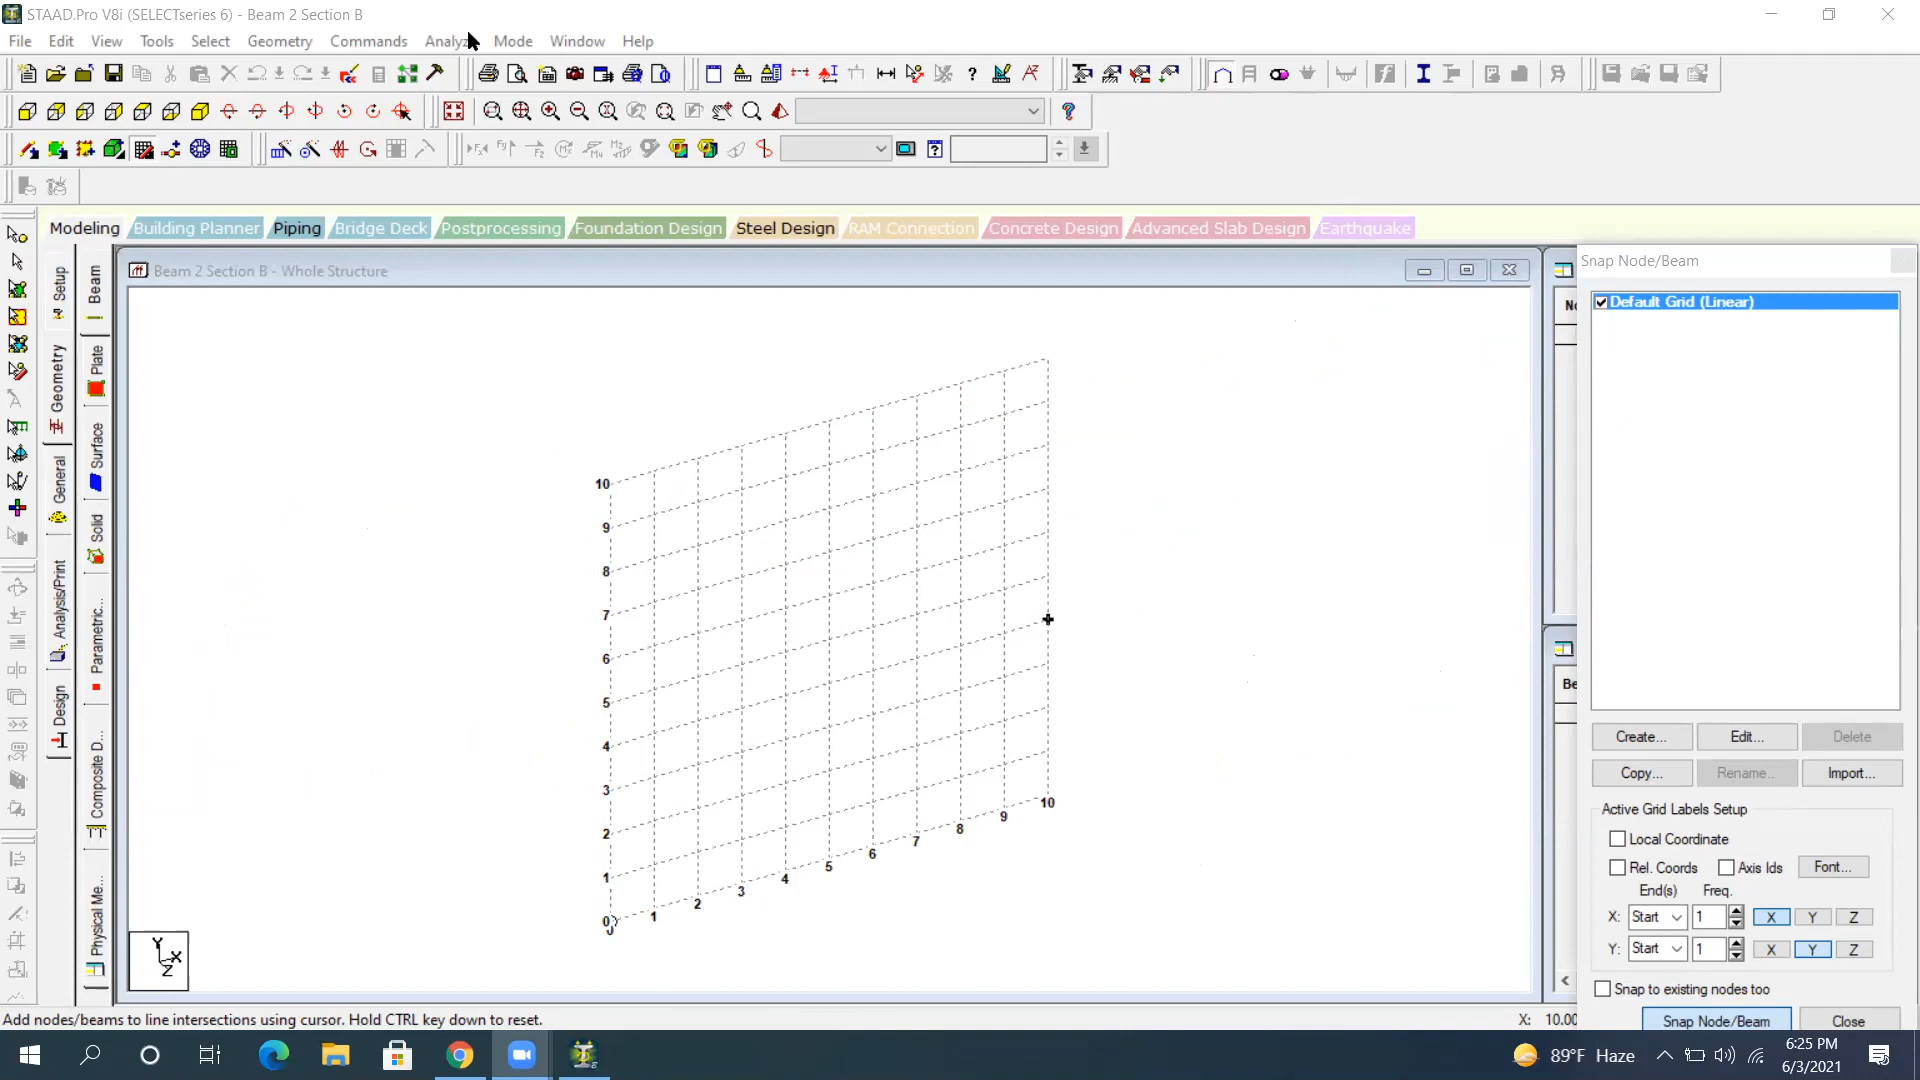 STAAD.Pro V8i (SELECTseries 6) - Beam 2 Section B
File Edit View Tools Select Geometry Commands Analyz Mode Window Help
Modeling Building Planner Piping Bridge Deck Postprocessing Foundation Design Steel Design RAM Connection Concrete Design Advanced Slab Design Earthquake
Setup
Geometry
General
Analysis/Print
Design
Beam
Plate
Surface
Solid
Parametric...
Composite D...
Physical Me...
Beam 2 Section B - Whole Structure
10
9
8
7
6
5
4
3
2
1
0
1
2
3
4
5
6
7
8
9
10
Y
X
Z
No
Be
Snap Node/Beam
Default Grid (Linear)
Create... Edit... Delete
Copy... Rename... Import...
Active Grid Labels Setup
Local Coordinate
Rel. Coords Axis Ids Font...
End(s) Freq.
X: Start 1 X Y Z
Y: Start 1 X Y Z
Snap to existing nodes too
Snap Node/Beam Close
Add nodes/beams to line intersections using cursor. Hold CTRL key down to reset.
X: 10.00
89°F Haze
6:25 PM
6/3/2021